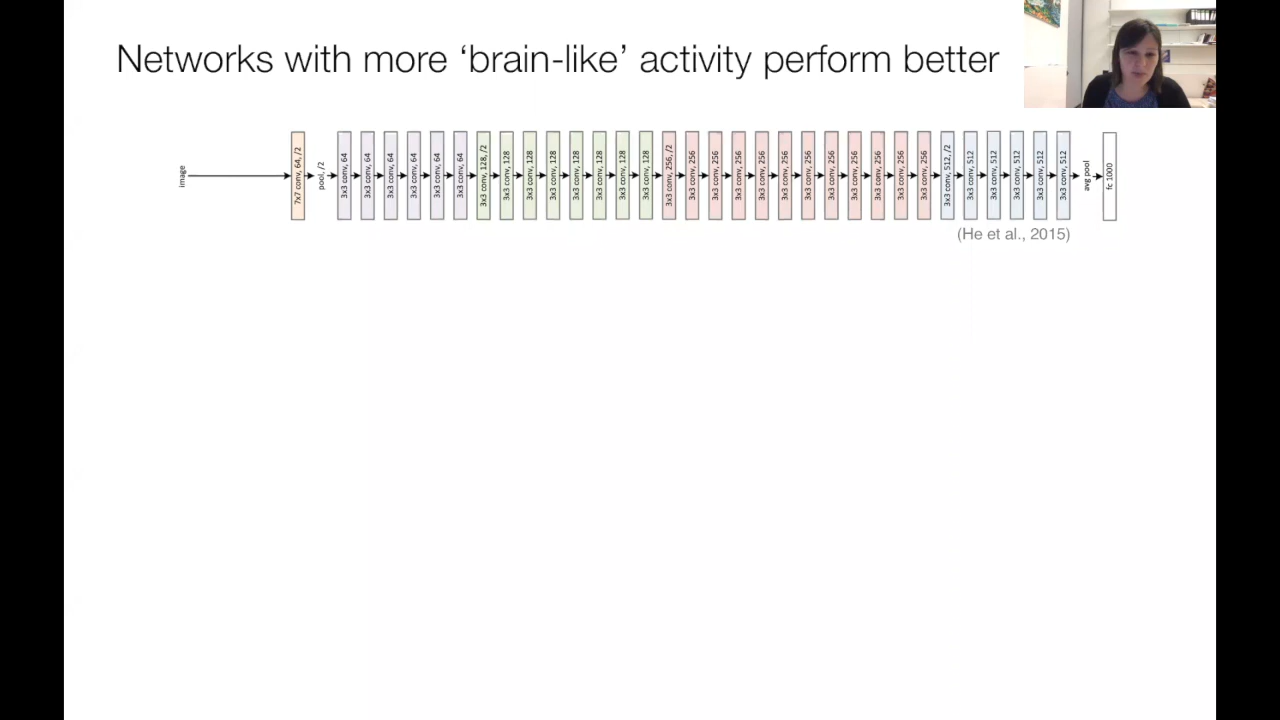 Networks with more ‘brain-like’ activity perform better
image
7x7 conv, 64, /2
pool, /2
3x3 conv, 64
3x3 conv, 64
3x3 conv, 64
3x3 conv, 64
3x3 conv, 64
3x3 conv, 64
3x3 conv, 128, /2
3x3 conv, 128
3x3 conv, 128
3x3 conv, 128
3x3 conv, 128
3x3 conv, 128
3x3 conv, 128
3x3 conv, 128
3x3 conv, 256, /2
3x3 conv, 256
3x3 conv, 256
3x3 conv, 256
3x3 conv, 256
3x3 conv, 256
3x3 conv, 256
3x3 conv, 256
3x3 conv, 256
3x3 conv, 256
3x3 conv, 256
3x3 conv, 256
3x3 conv, 512, /2
3x3 conv, 512
3x3 conv, 512
3x3 conv, 512
3x3 conv, 512
3x3 conv, 512
avg pool
fc 1000
(He et al., 2015)